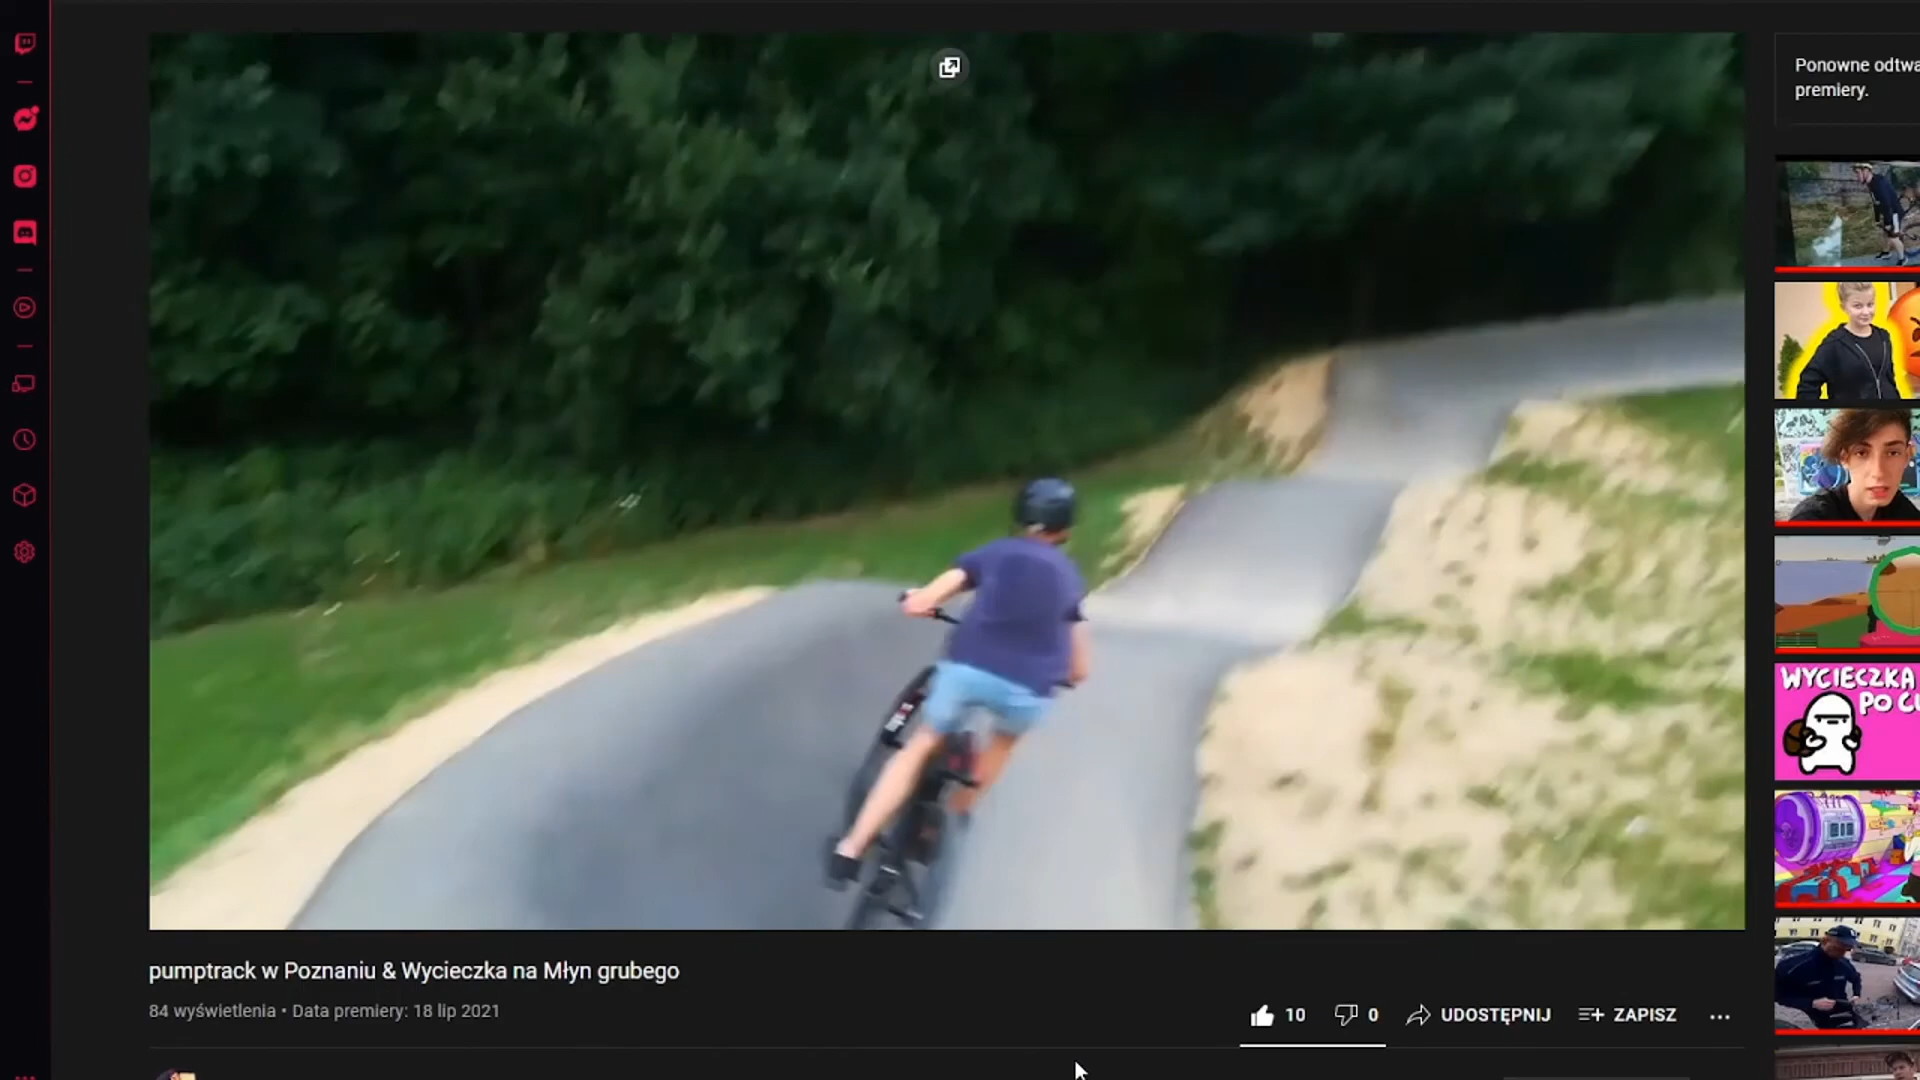 Ponowne
premiery.
WYCIECZKA
PO
pumptrack w Poznaniu & Wycieczka na Młyn grubego
84 wyświetlenia • Data premiery: 18 lip 2021
10
0
UDOSTĘPNIJ
ZAPISZ